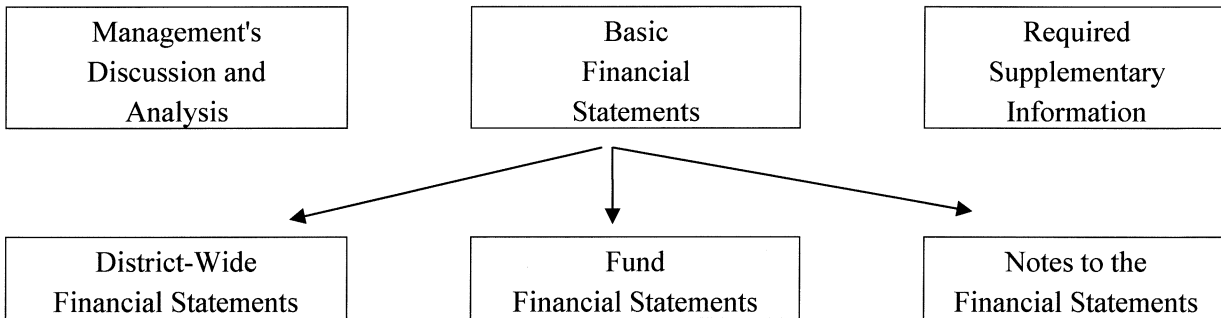 Management's
Discussion and
Analysis
Basic
Financial
Statements
Required
Supplementary
Information
District-Wide
Financial Statements
Fund
Financial Statements
Notes to the
Financial Statements